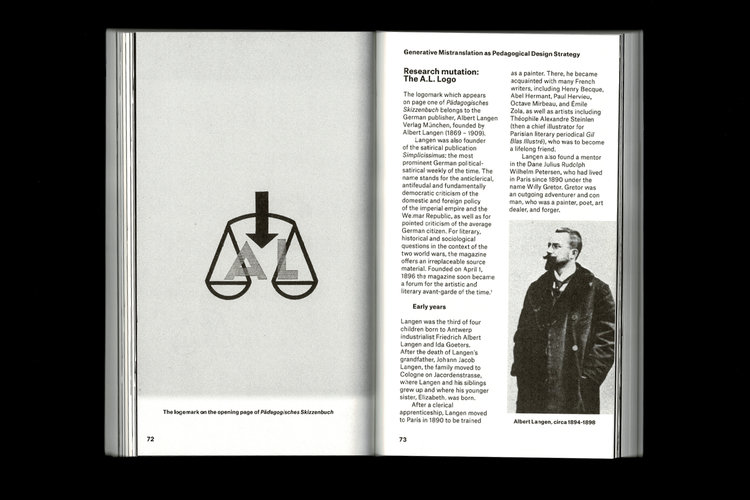 A L
The logomark on the opening page of Pädagogisches Skizzenbuch
72
Generative Mistranslation as Pedagogical Design Strategy
Research mutation:
The A.L. Logo
The logomark which appears
on page one of Pädagogisches
Skizzenbuch belongs to the
German publisher, Albert Langen
Verlag München, founded by
Albert Langen (1869 – 1909).
Langen was also founder
of the satirical publication
Simplicissimus; the most
prominent German political-
satirical weekly of the time. The
name stands for the anticlerical,
antifeudal and fundamentally
democratic criticism of the
domestic and foreign policy
of the imperial empire and the
Weimar Republic, as well as for
pointed criticism of the average
German citizen. For literary,
historical and sociological
questions in the context of the
two world wars, the magazine
offers an irreplaceable source
material. Founded on April 1,
1896 the magazine soon became
a forum for the artistic and
literary avant-garde of the time.¹
Early years
Langen was the third of four
children born to Antwerp
industrialist Friedrich Albert
Langen and Ida Goeters.
After the death of Langen's
grandfather, Johann Jacob
Langen, the family moved to
Cologne on Jacordenstrasse,
where Langen and his siblings
grew up and where his younger
sister, Elizabeth, was born.
After a clerical
apprenticeship, Langen moved
to Paris in 1890 to be trained
as a painter. There, he became
acquainted with many French
writers, including Henry Becque,
Abel Hermant, Paul Hervieu,
Octave Mirbeau, and Émile
Zola, as well as artists including
Théophile Alexandre Steinlen
(then a chief illustrator for
Parisian literary periodical Gil
Blas Illustré), who was to become
a lifelong friend.
Langen also found a mentor
in the Dane Julius Rudolph
Wilhelm Petersen, who had lived
in Paris since 1890 under the
name Willy Gretor. Gretor was
an outgoing adventurer and con
man, who was a painter, poet, art
dealer, and forger.
Albert Langen, circa 1894-1898
73